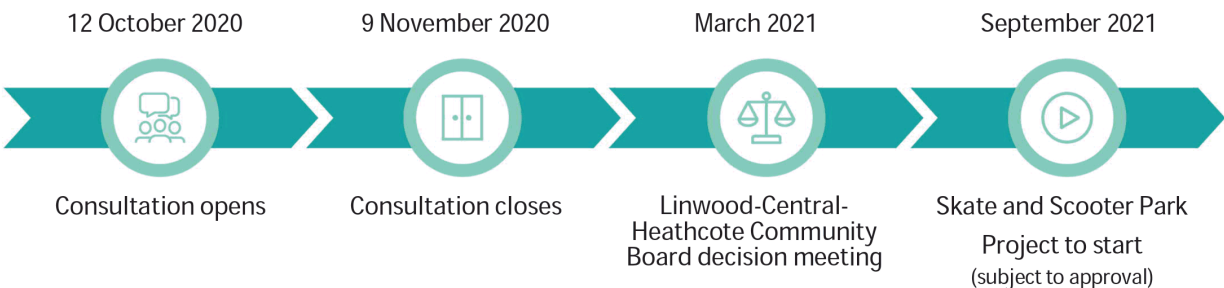 12 October 2020
9 November 2020
March 2021
September 2021
Consultation opens
Consultation closes
Linwood-Central-
Heathcote Community
Board decision meeting
Skate and Scooter Park
Project to start
(subject to approval)